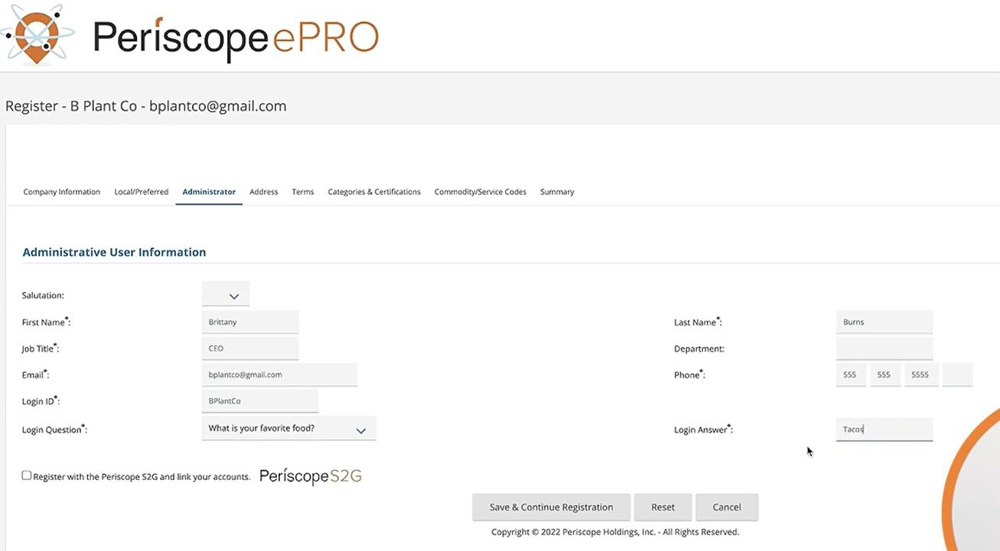 Periscope ePRO
Register - B Plant Co - bplantco@gmail.com
Company Information Local/Preferred Administrator Address Terms Categories & Certifications Commodity/Service Codes Summary
Administrative User Information
Salutation:
First Name*: Brittany Last Name*: Burns
Job Title*: CEO Department:
Email*: bplantco@gmail.com Phone*: 555 555 5555
Login ID*: BPlantCo
Login Question*: What is your favorite food? Login Answer*: Tacos
Register with the Periscope S2G and link your accounts. Periscope S2G
Save & Continue Registration Reset Cancel
Copyright © 2022 Periscope Holdings, Inc. - All Rights Reserved.